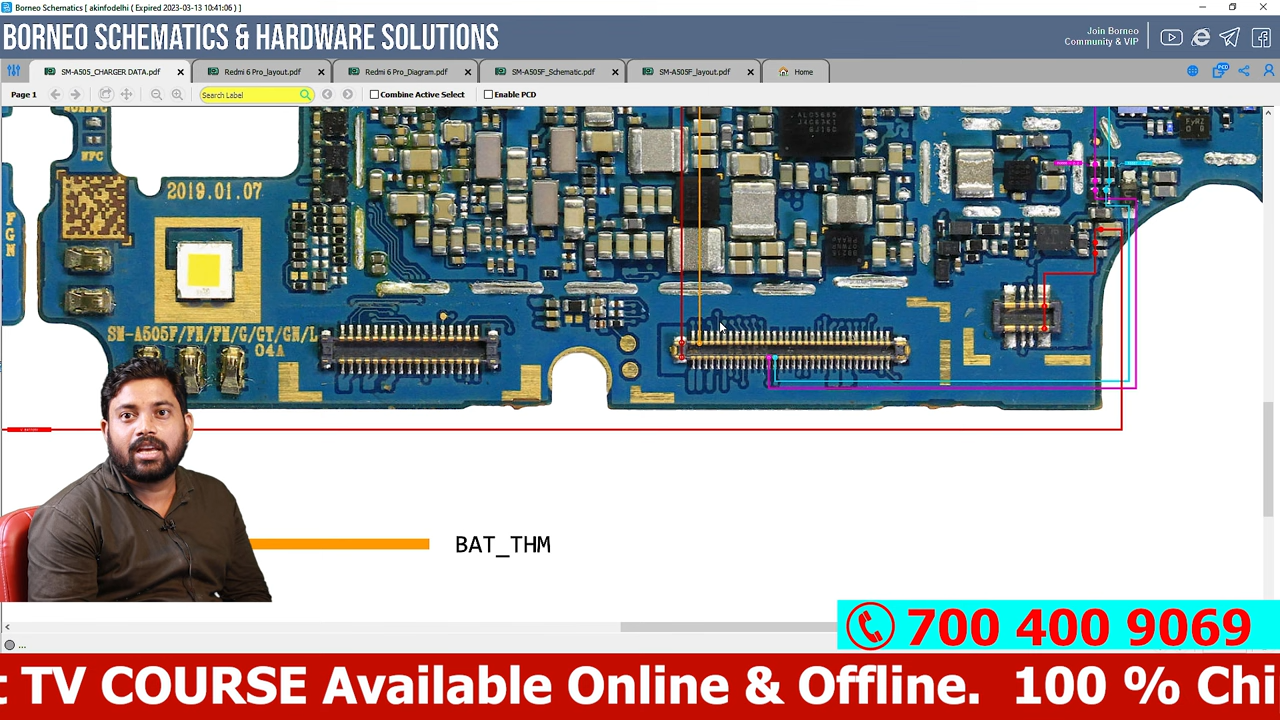 Borneo Schematics [ akinfodelhi ( Expired 2023-03-13 10:41:06 ) ]
BORNEO SCHEMATICS & HARDWARE SOLUTIONS
Join Borneo
Community & VIP
SM-A505_CHARGER DATA.pdf
Redmi 6 Pro_layout.pdf
Redmi 6 Pro_Diagram.pdf
SM-A505F_Schematic.pdf
SM-A505F_layout.pdf
Home
Page 1
Search Label
Combine Active Select
Enable PCD
NFC
2019.01.07
FGN
SM-A505F/FN/FM/G/GT/GN/L
04A
BAT_THM
...
700 400 9069
t TV COURSE Available Online & Offline. 100 % Chi